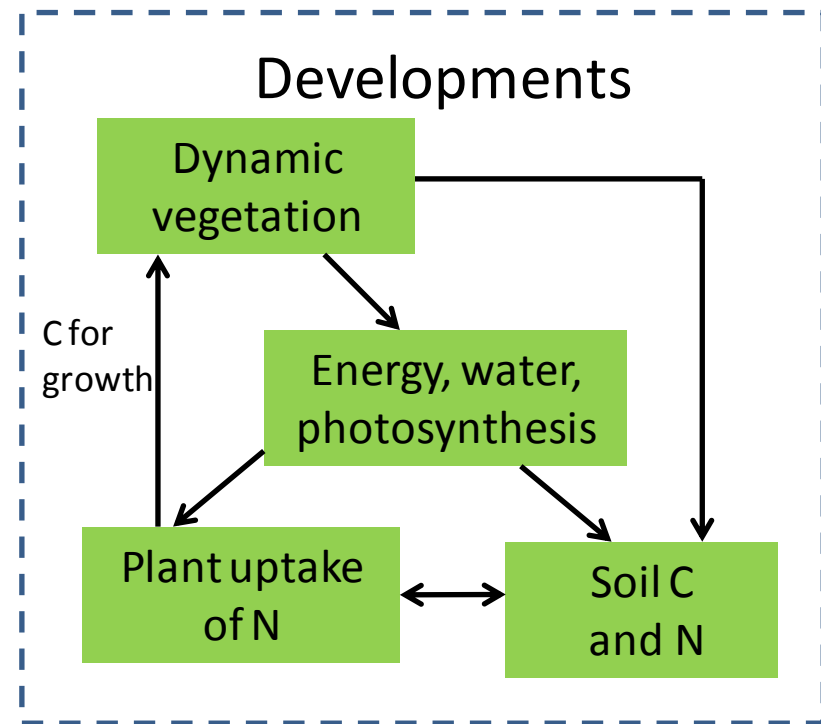 Developments
Dynamic
vegetation
C for
growth
Energy, water,
photosynthesis
Plant uptake
of N
Soil C
and N